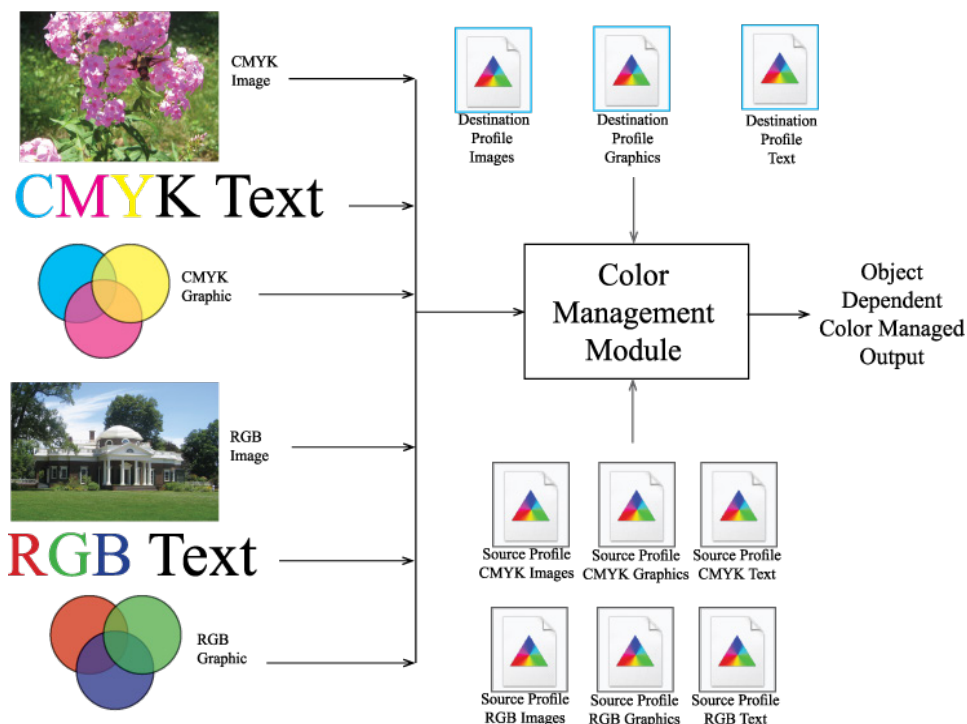 CMYK
Image
CMYK Text
CMYK
Graphic
RGB
Image
RGB Text
RGB
Graphic
Destination
Profile
Images
Destination
Profile
Graphics
Destination
Profile
Text
Color
Management
Module
Object
Dependent
Color Managed
Output
Source Profile
CMYK Images
Source Profile
CMYK Graphics
Source Profile
CMYK Text
Source Profile
RGB Images
Source Profile
RGB Graphics
Source Profile
RGB Text